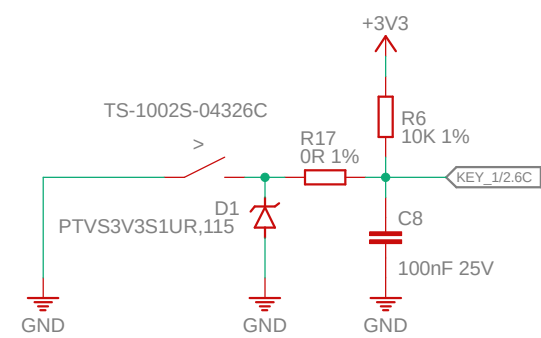 +3V3
TS-1002S-04326C
>
R6
10K 1%
R17
0R 1%
KEY_1/2.6C
D1
PTVS3V3S1UR,115
C8
100nF 25V
GND
GND
GND